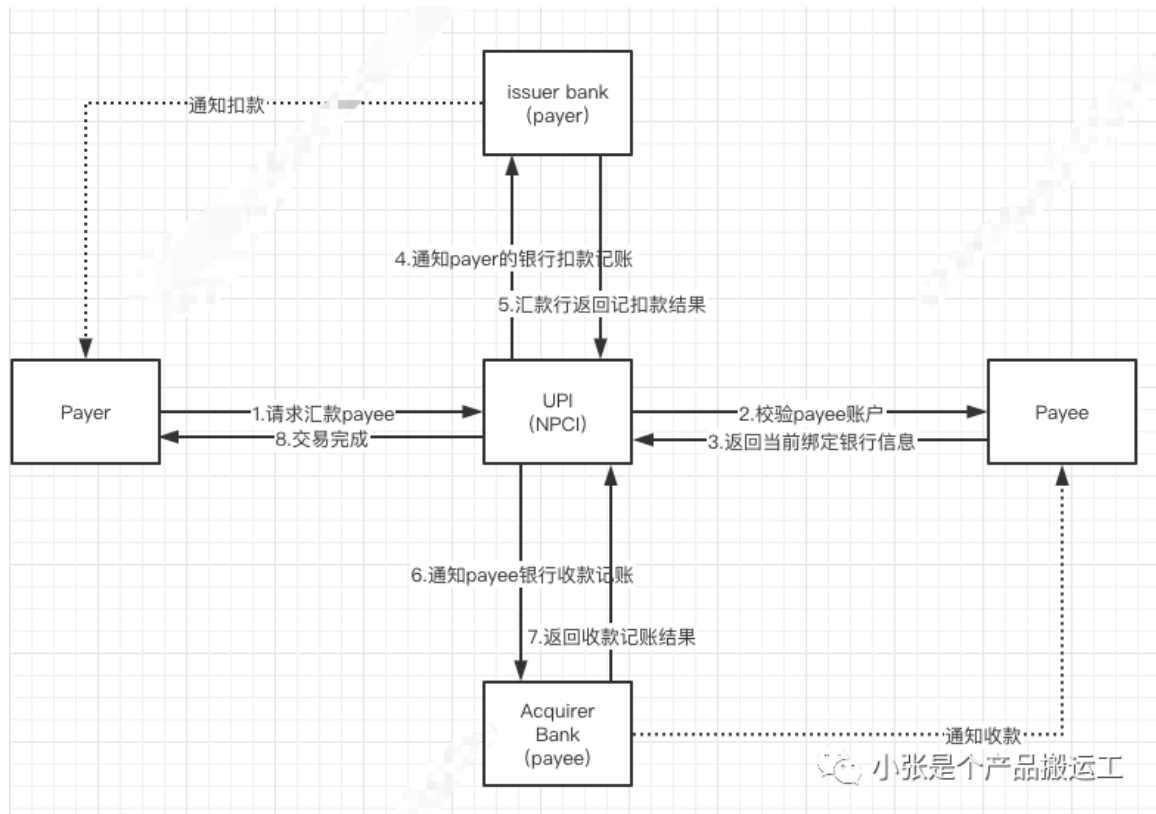 issuer bank
(payer)
通知扣款
4.通知payer的银行扣款记账
5.汇款行返回记扣款结果
Payer
1.请求汇款payee
8.交易完成
UPI
(NPCI)
2.校验payee账户
3.返回当前绑定银行信息
Payee
6.通知payee银行收款记账
7.返回收款记账结果
Acquirer
Bank
(payee)
通知收款
小张是个产品搬运工